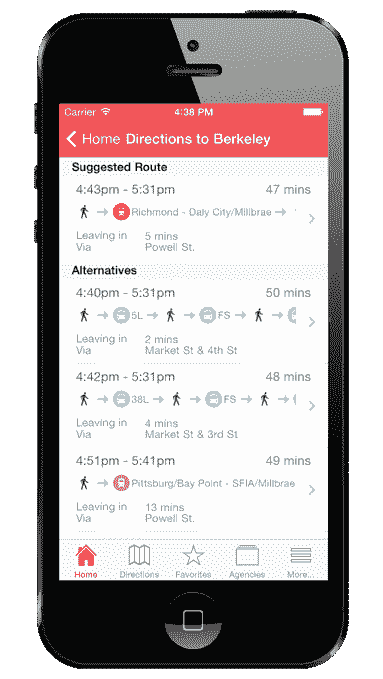 Carrier 4:38 PM
Home Directions to Berkeley
Suggested Route
4:43pm - 5:31pm 47 mins
Richmond - Daly City/Millbrae
Leaving in 5 mins
Via Powell St.
Alternatives
4:40pm - 5:31pm 50 mins
5L FS
Leaving in 2 mins
Via Market St & 4th St
4:42pm - 5:31pm 48 mins
38L FS
Leaving in 4 mins
Via Market St & 3rd St
4:51pm - 5:41pm 49 mins
Pittsburg/Bay Point - SFIA/Millbrae
Leaving in 13 mins
Via Powell St.
Home Directions Favorites Agencies More...